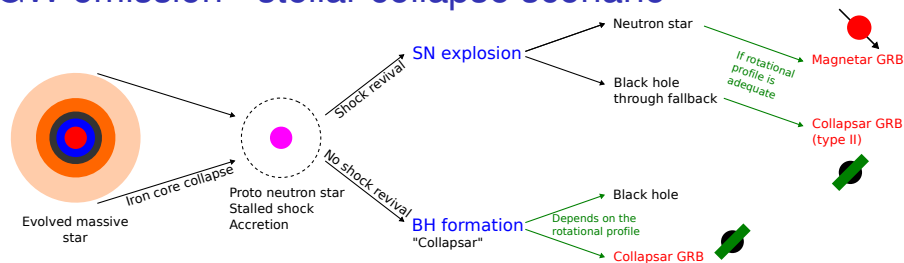 GW emission - stellar collapse scenario
Neutron star
SN explosion
Magnetar GRB
If rotational
profile is
adequate
Shock revival
Black hole
through fallback
Collapsar GRB
(type II)
Iron core collapse
Proto neutron star
Stalled shock
Accretion
No shock revival
Evolved massive
star
Black hole
BH formation
"Collapsar"
Depends on the
rotational profile
Collapsar GRB